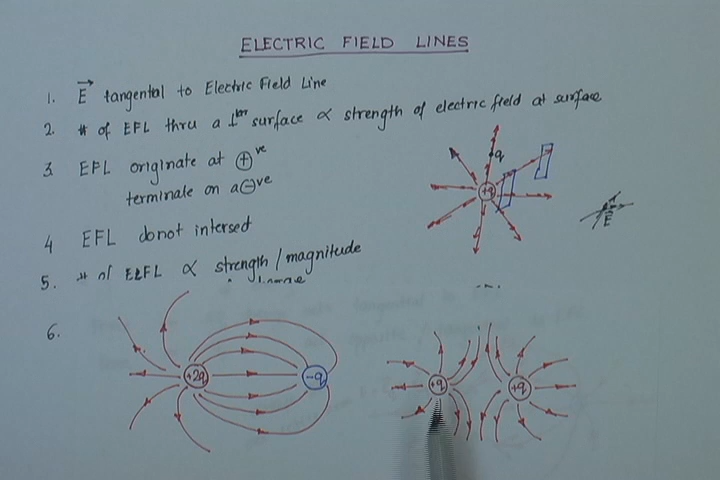 ELECTRIC FIELD LINES
1. E tangental to Electric Field Line
2. # of EFL thru a ⊥lar surface ∝ strength of electric field at surface
3. EFL originate at ⊕ve
terminate on a ⊖ve
4 EFL donot intersed
5. # of EFL ∝ strength / magnitude
q
+q
E
6.
+2q
-q
+q
+q